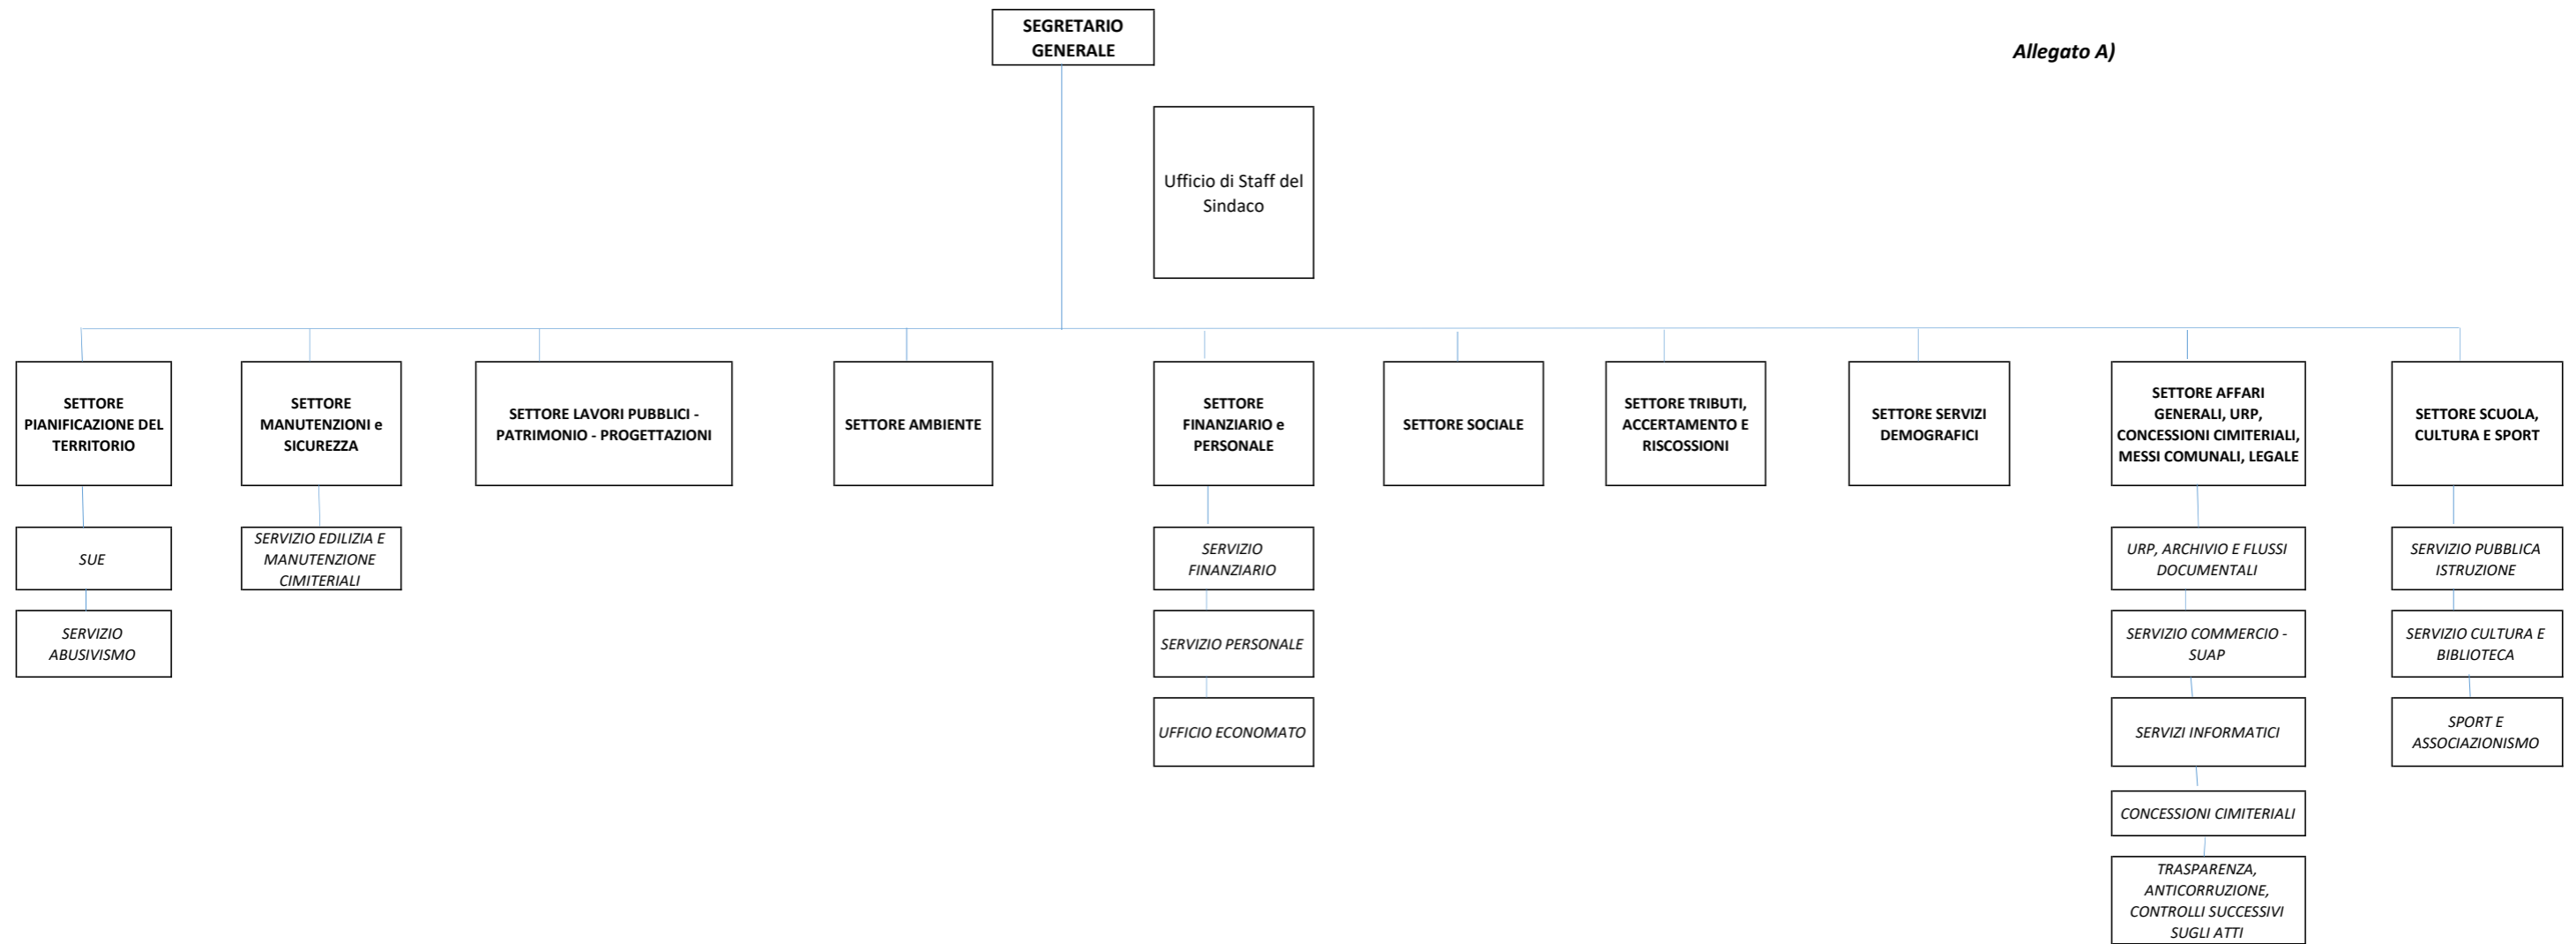 SEGRETARIO
GENERALE
Allegato A)
Ufficio di Staff del
Sindaco
SETTORE
PIANIFICAZIONE DEL
TERRITORIO
SETTORE
MANUTENZIONI e
SICUREZZA
SETTORE LAVORI PUBBLICI -
PATRIMONIO - PROGETTAZIONI
SETTORE AMBIENTE
SETTORE
FINANZIARIO e
PERSONALE
SETTORE SOCIALE
SETTORE TRIBUTI,
ACCERTAMENTO E
RISCOSSIONI
SETTORE SERVIZI
DEMOGRAFICI
SETTORE AFFARI
GENERALI, URP,
CONCESSIONI CIMITERIALI,
MESSI COMUNALI, LEGALE
SETTORE SCUOLA,
CULTURA E SPORT
SUE
SERVIZIO EDILIZIA E
MANUTENZIONE
CIMITERIALI
SERVIZIO
FINANZIARIO
URP, ARCHIVIO E FLUSSI
DOCUMENTALI
SERVIZIO PUBBLICA
ISTRUZIONE
SERVIZIO
ABUSIVISMO
SERVIZIO PERSONALE
SERVIZIO COMMERCIO -
SUAP
SERVIZIO CULTURA E
BIBLIOTECA
UFFICIO ECONOMATO
SERVIZI INFORMATICI
SPORT E
ASSOCIAZIONISMO
CONCESSIONI CIMITERIALI
TRASPARENZA,
ANTICORRUZIONE,
CONTROLLI SUCCESSIVI
SUGLI ATTI